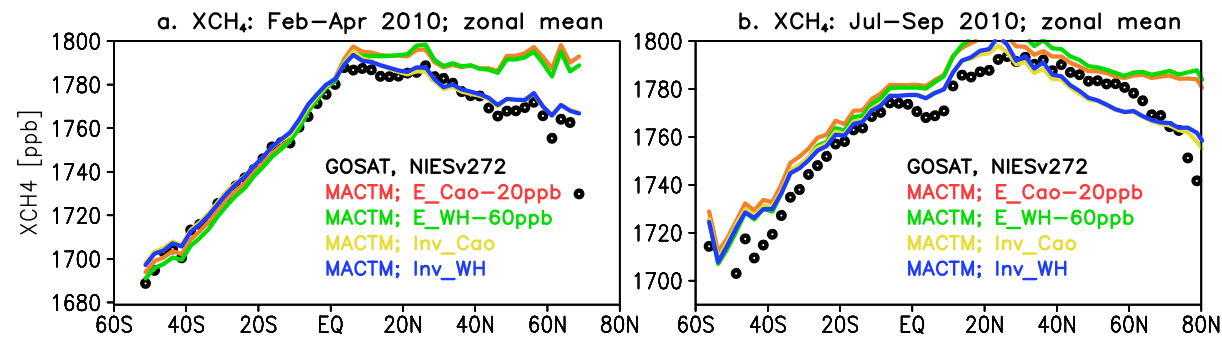 a. XCH₄: Feb−Apr 2010; zonal mean
XCH4 [ppb]
1800
1780
1760
1740
1720
1700
1680
60S 40S 20S EQ 20N 40N 60N 80N
GOSAT, NIESv272
MACTM; E_Cao−20ppb
MACTM; E_WH−60ppb
MACTM; Inv_Cao
MACTM; Inv_WH
b. XCH₄: Jul−Sep 2010; zonal mean
1800
1780
1760
1740
1720
1700
60S 40S 20S EQ 20N 40N 60N 80N
GOSAT, NIESv272
MACTM; E_Cao−20ppb
MACTM; E_WH−60ppb
MACTM; Inv_Cao
MACTM; Inv_WH